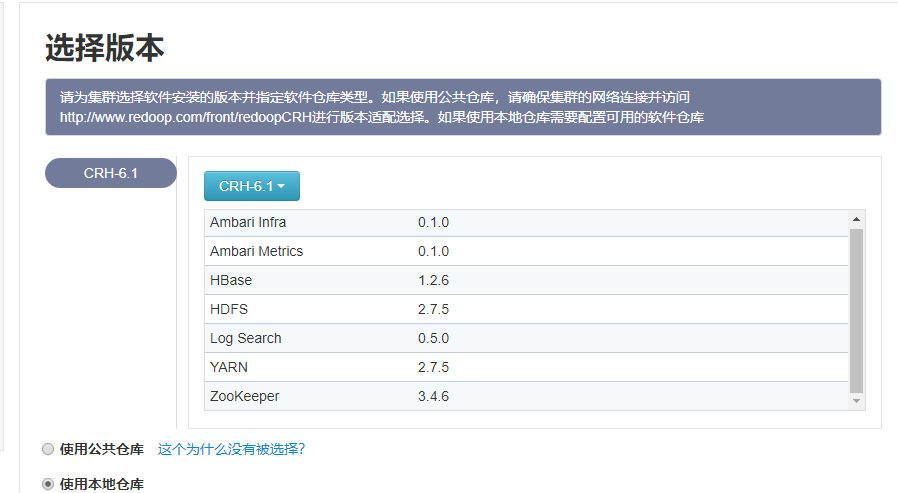 选择版本
请为集群选择软件安装的版本并指定软件仓库类型。如果使用公共仓库，请确保集群的网络连接并访问
http://www.redoop.com/front/redoopCRH进行版本适配选择。如果使用本地仓库需要配置可用的软件仓库
CRH-6.1
CRH-6.1
Ambari Infra 0.1.0
Ambari Metrics 0.1.0
HBase 1.2.6
HDFS 2.7.5
Log Search 0.5.0
YARN 2.7.5
ZooKeeper 3.4.6
使用公共仓库 这个为什么没有被选择?
使用本地仓库